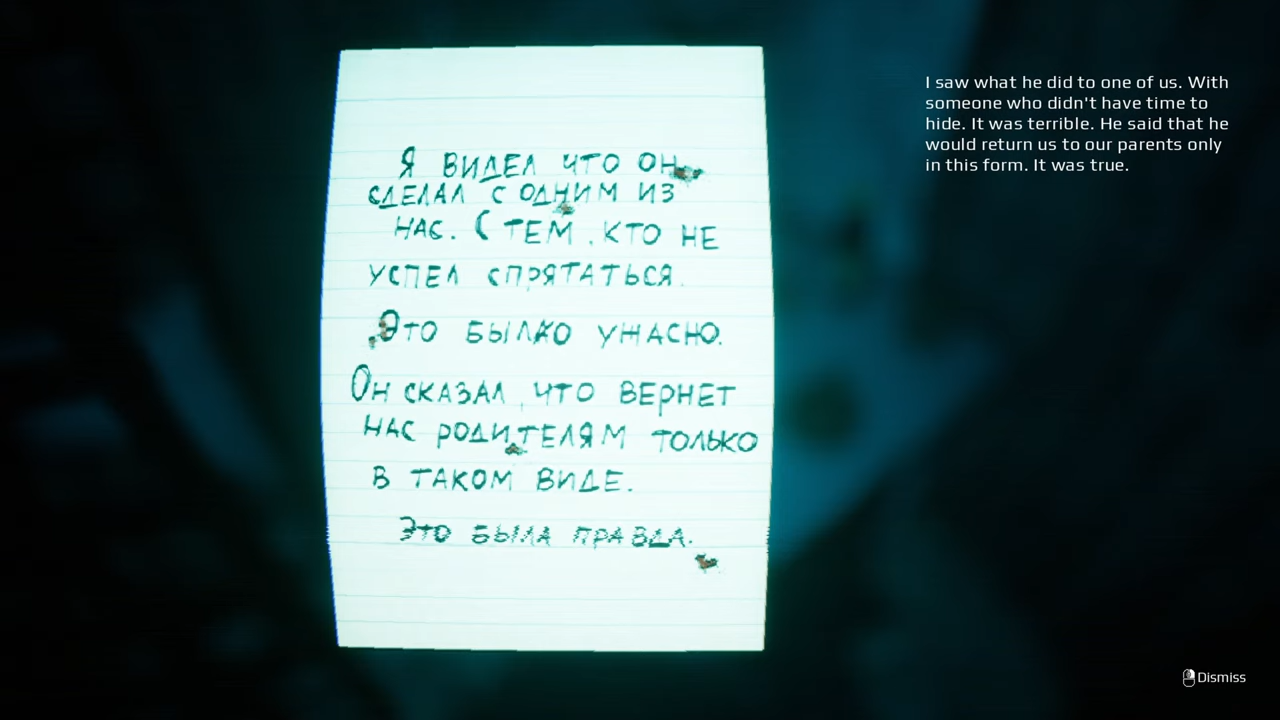 Я ВИДЕЛ ЧТО ОН
СДЕЛАЛ С ОДНИМ ИЗ
НАС. С ТЕМ, КТО НЕ
УСПЕЛ СПРЯТАТЬСЯ.
ЭТО БЫЛО УЖАСНО.
ОН СКАЗАЛ, ЧТО ВЕРНЕТ
НАС РОДИТЕЛЯМ ТОЛЬКО
В ТАКОМ ВИДЕ.
ЭТО БЫЛА ПРАВДА.
I saw what he did to one of us. With
someone who didn't have time to
hide. It was terrible. He said that he
would return us to our parents only
in this form. It was true.
Dismiss